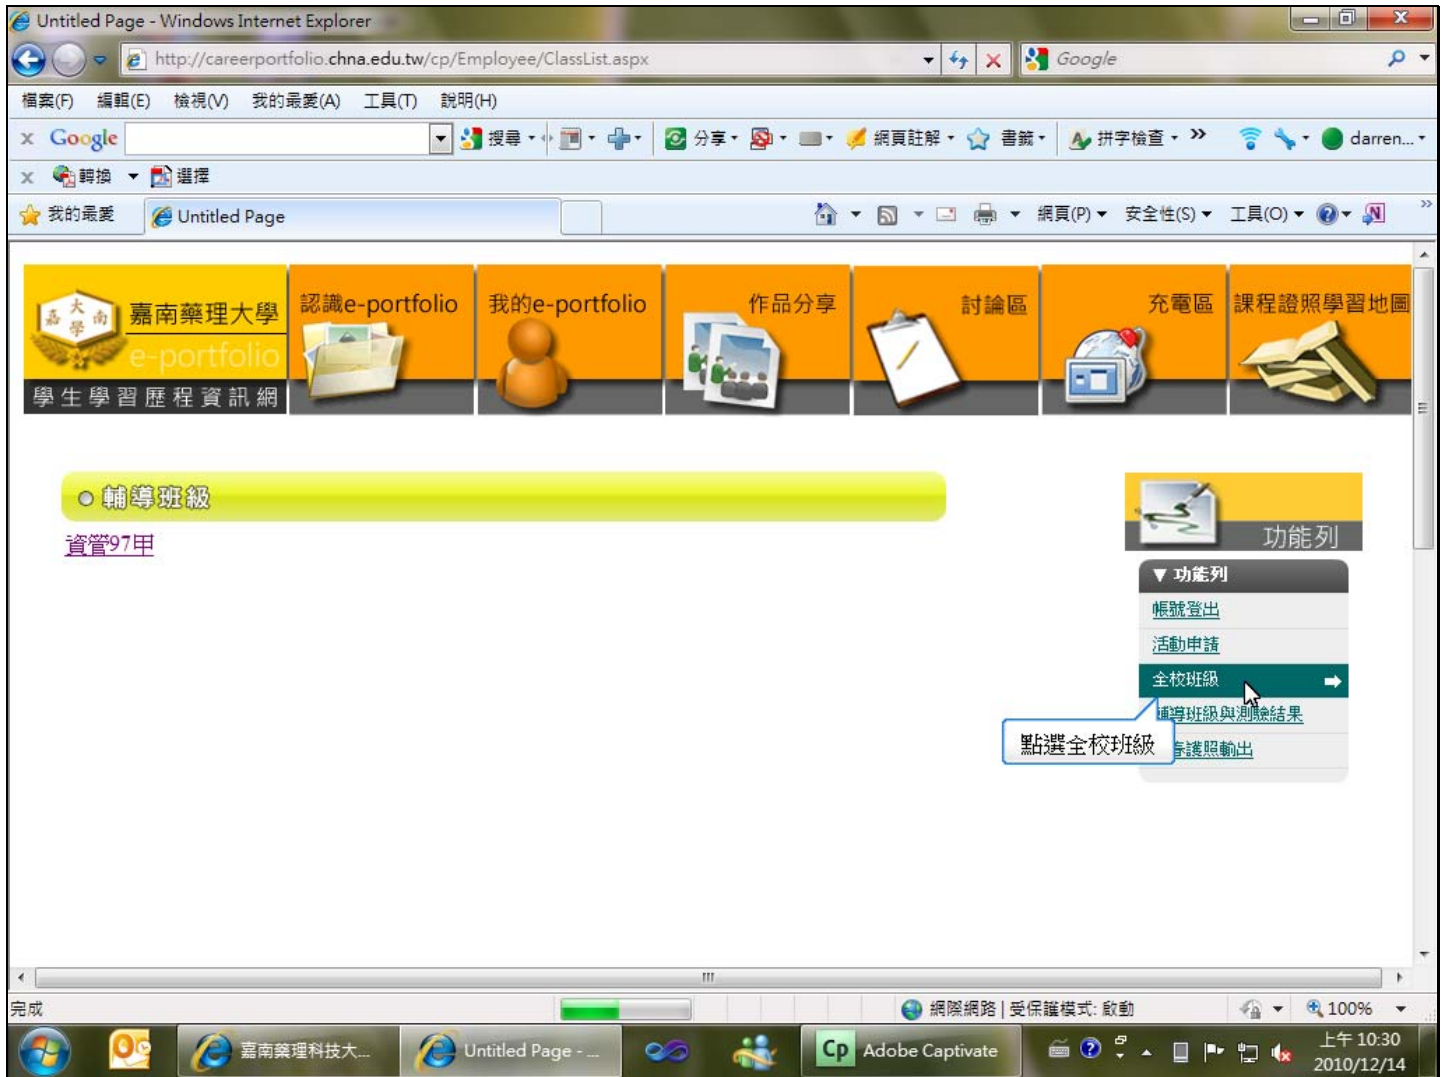 Untitled Page - Windows Internet Explorer
http://careerportfolio.chna.edu.tw/cp/Employee/ClassList.aspx
Google
檔案(F) 編輯(E) 檢視(V) 我的最愛(A) 工具(T) 說明(H)
x Google 搜尋 分享 網頁註解 書籤 拼字檢查 » darren...
x 轉換 選擇
我的最愛 Untitled Page 網頁(P) 安全性(S) 工具(O) »
大
嘉 南
學
嘉南藥理大學
e-portfolio
學生學習歷程資訊網
認識e-portfolio
我的e-portfolio
作品分享
討論區
充電區
課程證照學習地圖
輔導班級
資管97甲
功能列
▼ 功能列
帳號登出
活動申請
全校班級
輔導班級與測驗結果
點選全校班級
護照輸出
完成 網際網路 | 受保護模式: 啟動 100%
嘉南藥理科技大... Untitled Page - ... Cp Adobe Captivate 上午 10:30
2010/12/14